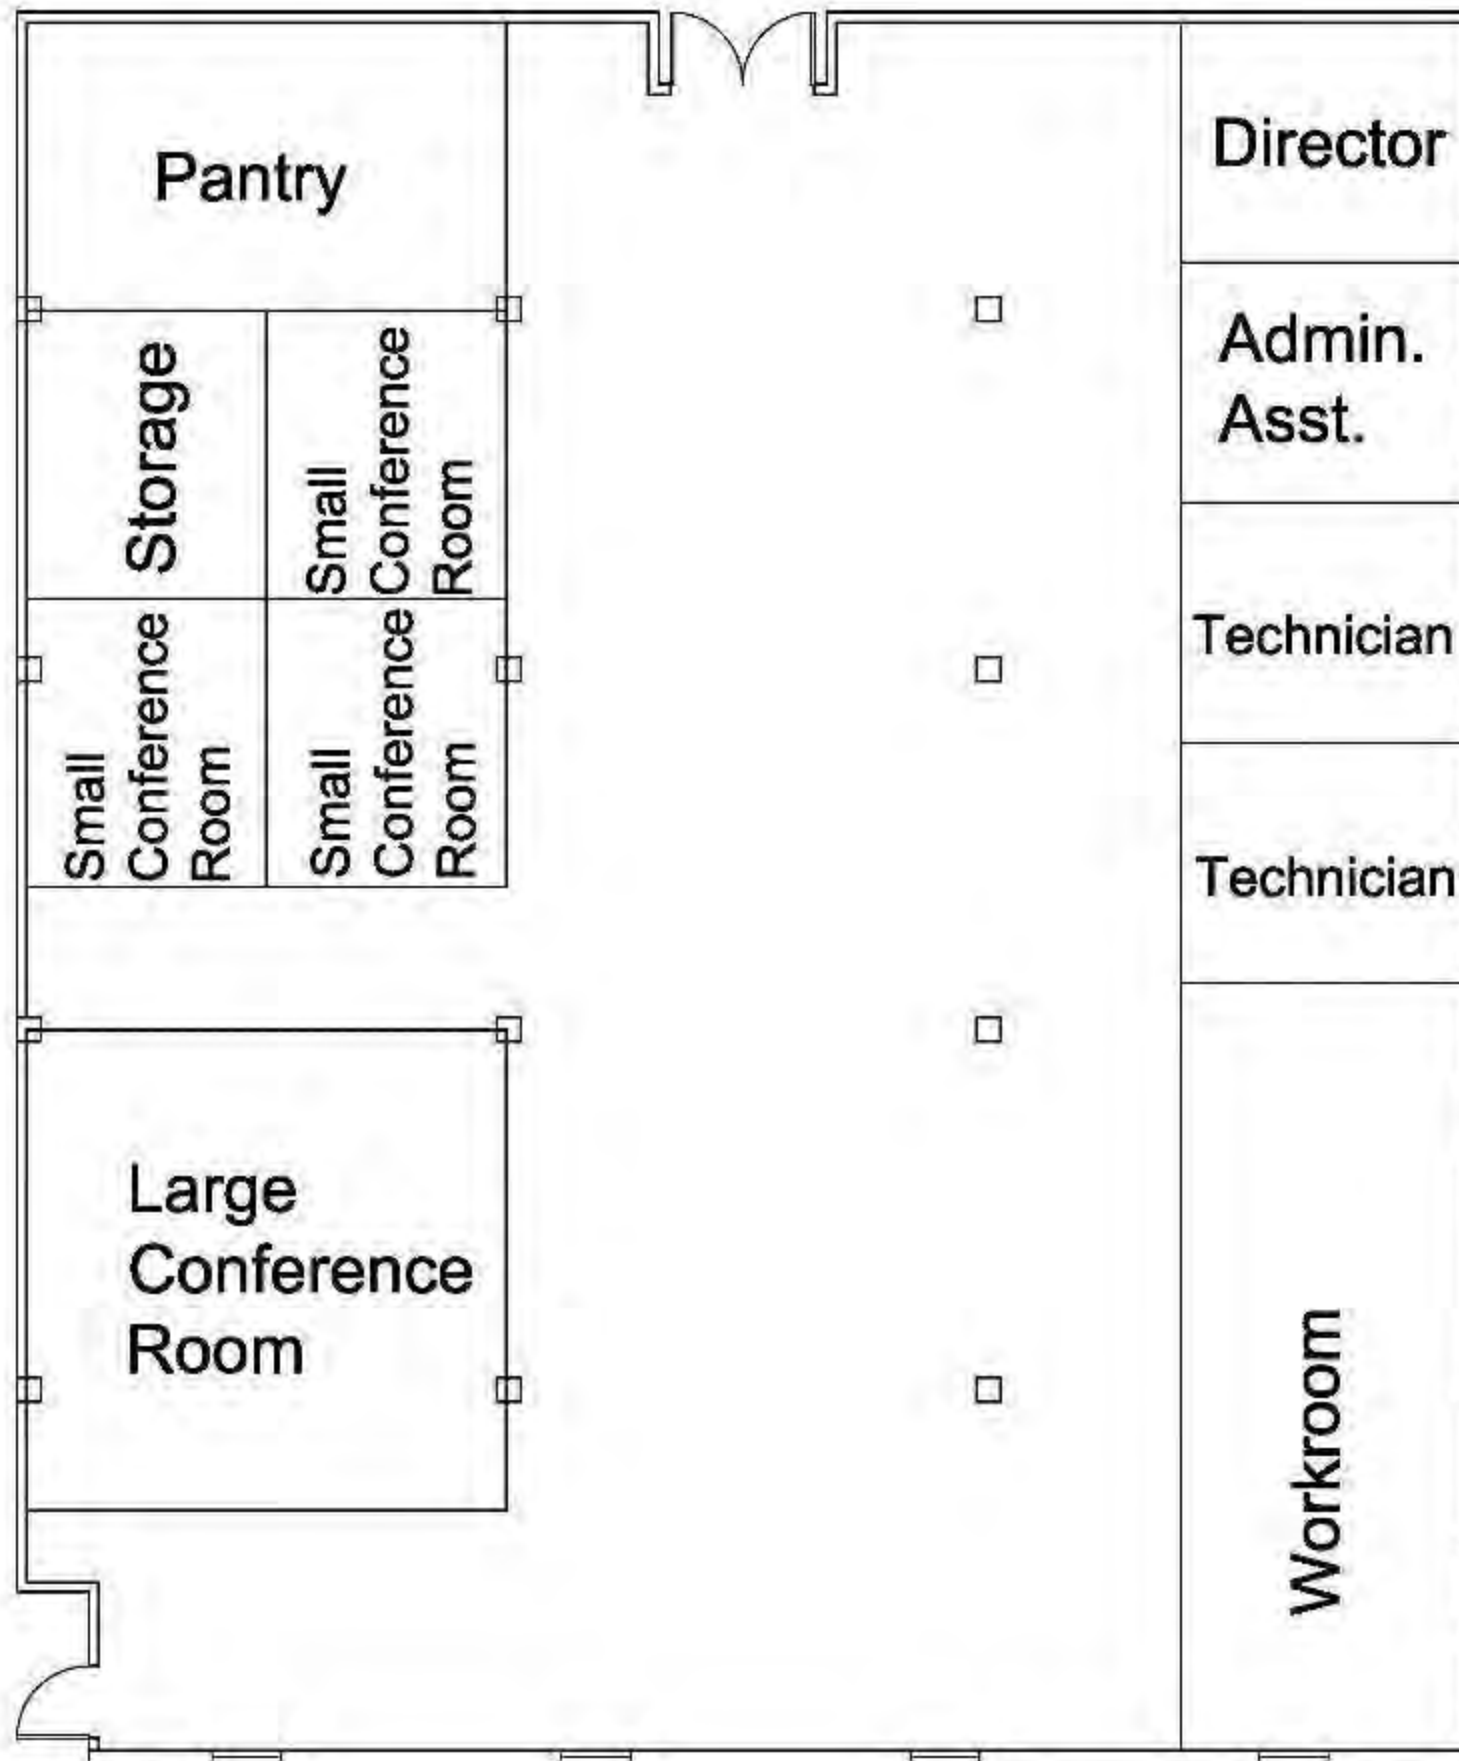 Pantry
Director
Admin.
Asst.
Storage
Small
Conference
Room
Technician
Small
Conference
Room
Small
Conference
Room
Technician
Large
Conference
Room
Workroom